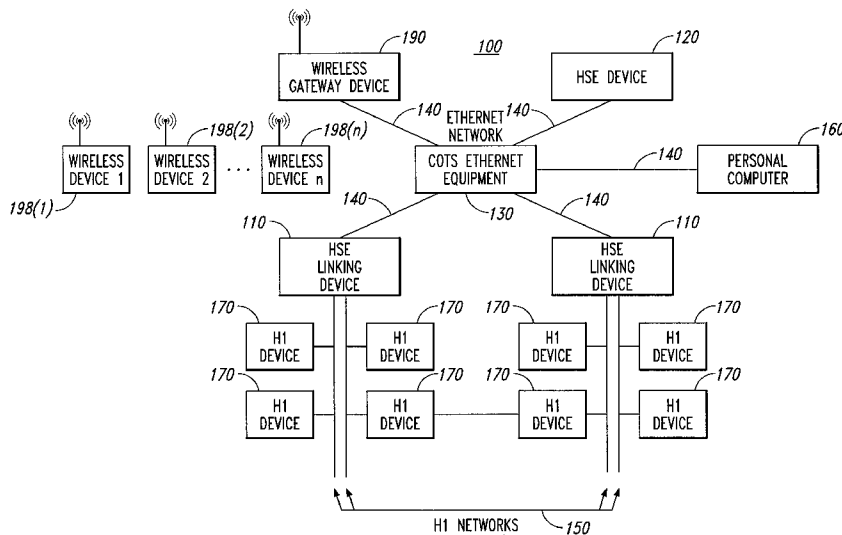 190
100
120
WIRELESS
GATEWAY DEVICE
HSE DEVICE
140
ETHERNET
NETWORK
140
198(2)
198(n)
160
WIRELESS
DEVICE 1
WIRELESS
DEVICE 2
...
WIRELESS
DEVICE n
COTS ETHERNET
EQUIPMENT
140
PERSONAL
COMPUTER
198(1)
140
130
140
110
110
HSE
LINKING
DEVICE
HSE
LINKING
DEVICE
170
170
170
170
H1
DEVICE
H1
DEVICE
H1
DEVICE
H1
DEVICE
170
170
170
170
H1
DEVICE
H1
DEVICE
H1
DEVICE
H1
DEVICE
H1 NETWORKS
150